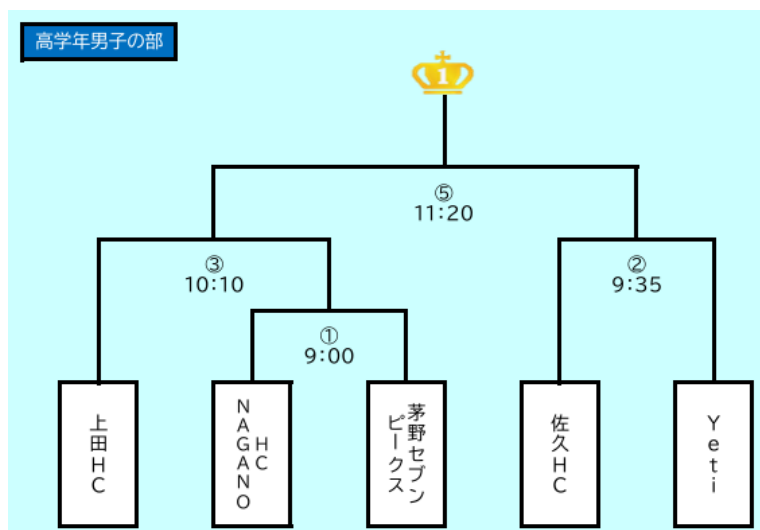 高学年男子の部
1
⑤
11:20
③
10:10
②
9:35
①
9:00
上田HC
NAGANO
HC
茅野セブン
ピークス
佐久HC
Yeti